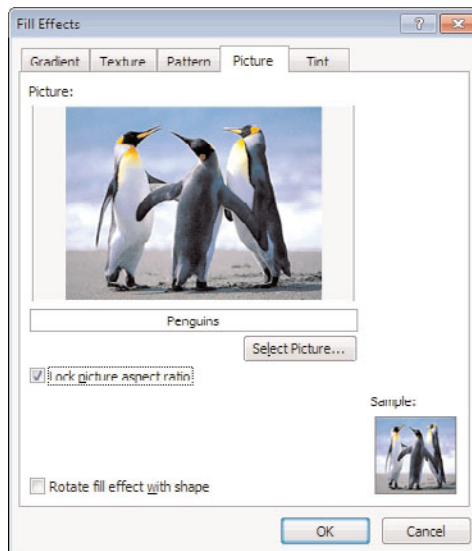 Fill Effects
Gradient Texture Pattern Picture Tint
Picture:
Penguins
Select Picture...
Lock picture aspect ratio
Sample:
Rotate fill effect with shape
OK Cancel